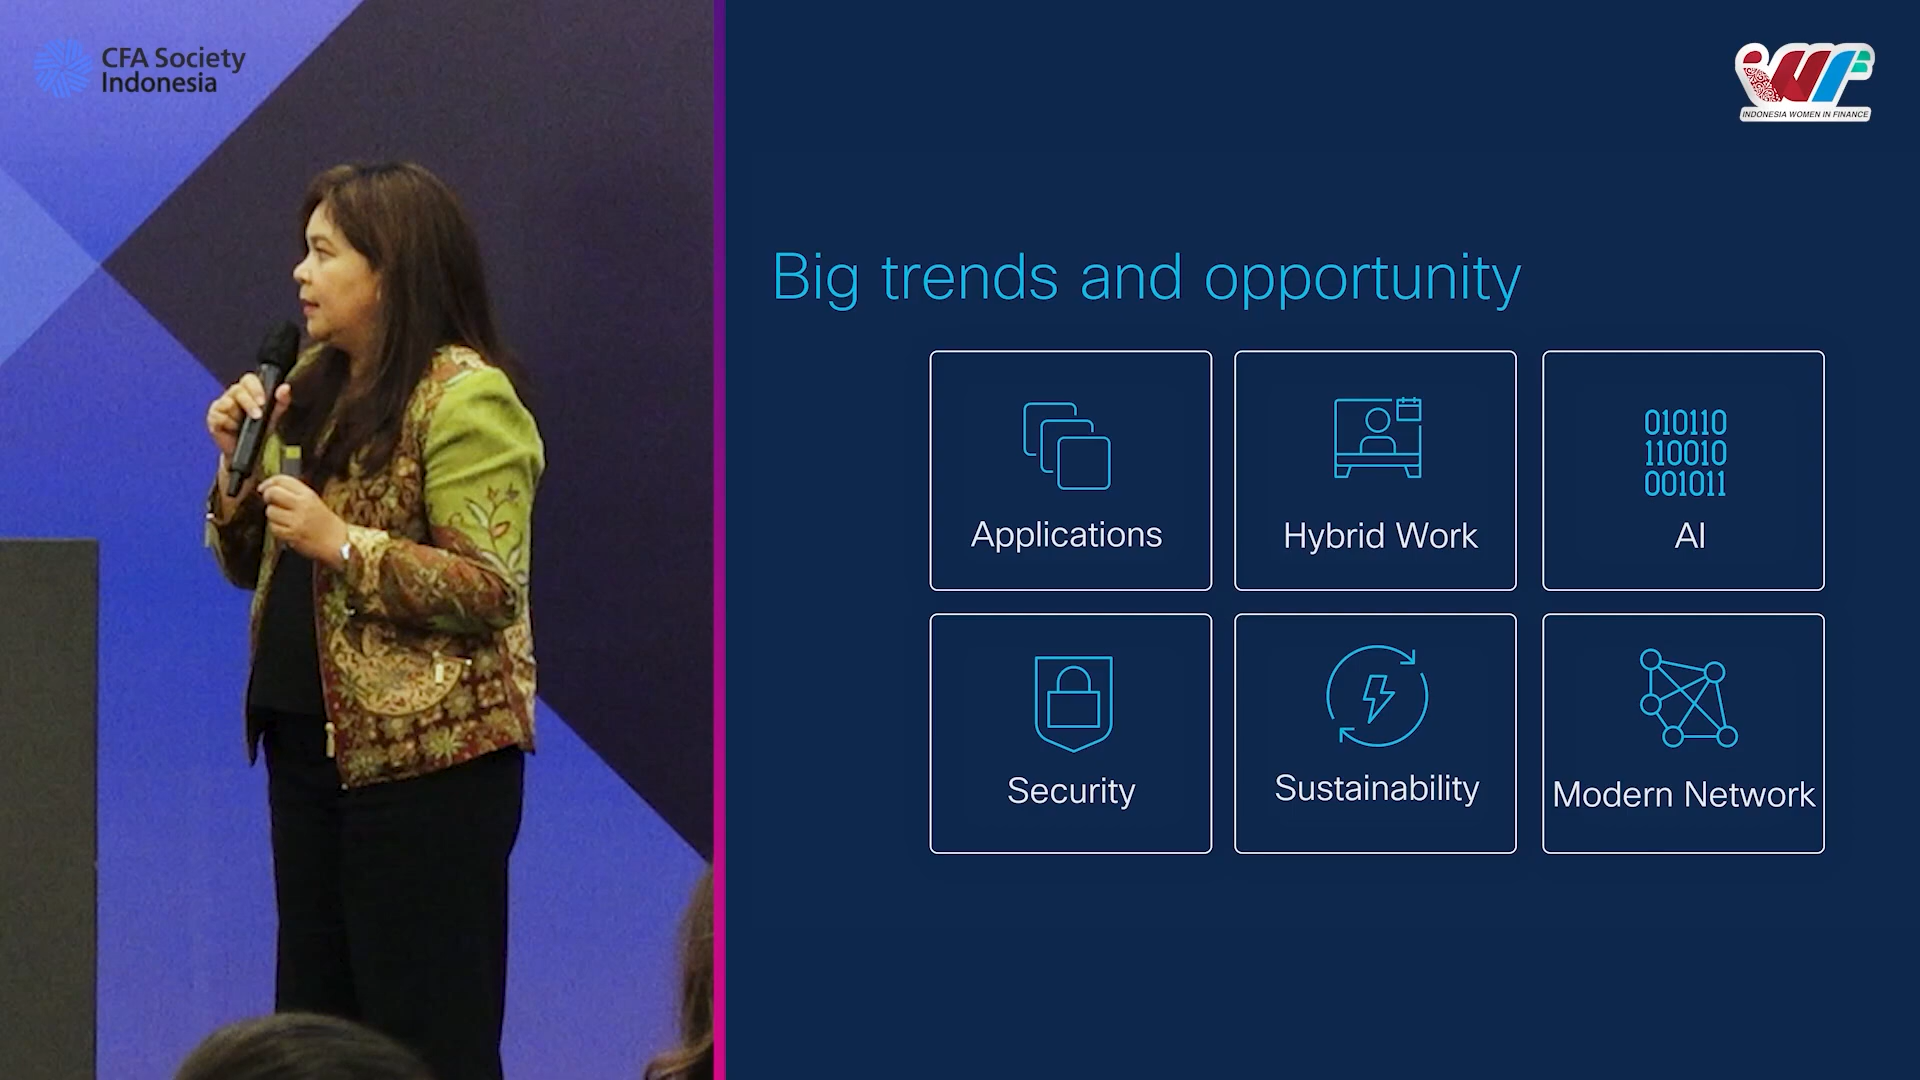 CFA Society
Indonesia
INDONESIA WOMEN IN FINANCE
Big trends and opportunity
Applications
Hybrid Work
010110
110010
001011
AI
Security
Sustainability
Modern Network